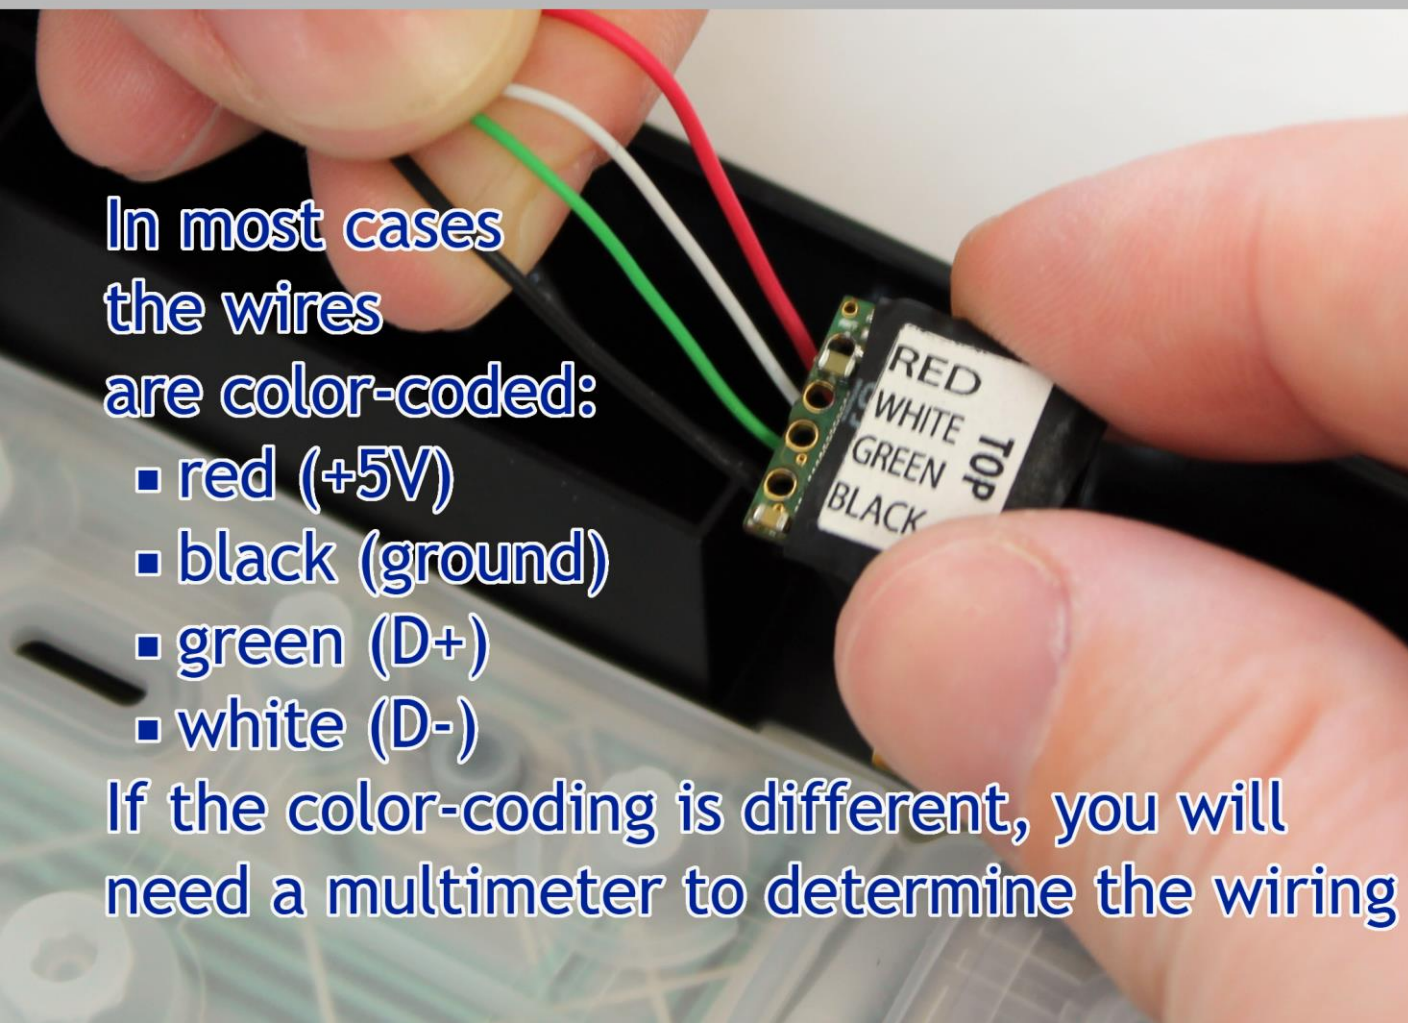 In most cases
the wires
are color-coded:
▪ red (+5V)
▪ black (ground)
▪ green (D+)
▪ white (D-)
If the color-coding is different, you will
need a multimeter to determine the wiring
RED
WHITE
GREEN
BLACK
TOP